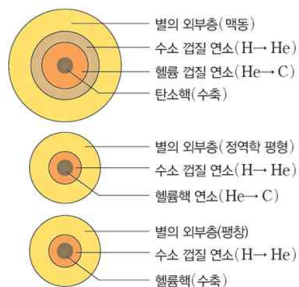 별의 외부층(맥동)
수소 껍질 연소(H→ He)
헬륨 껍질 연소(He→ C)
탄소핵(수축)
별의 외부층(정역학 평형)
수소 껍질 연소(H→ He)
헬륨핵 연소(He→ C)
별의 외부층(팽창)
수소 껍질 연소(H→ He)
헬륨핵(수축)